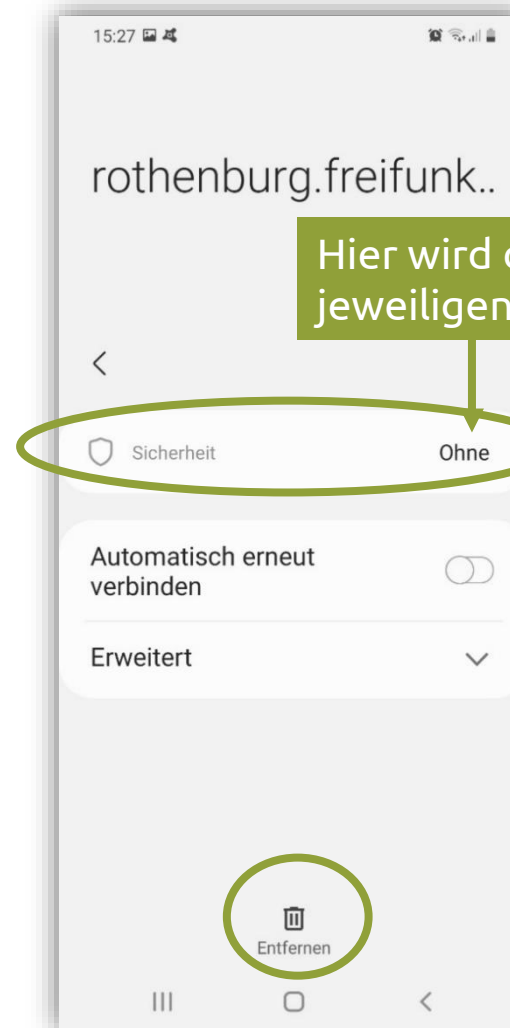 15:27
rothenburg.freifunk..
Hier wird
jeweiligen
Sicherheit
Ohne
Automatisch erneut
verbinden
Erweitert
Entfernen